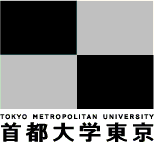 TOKYO METROPOLITAN UNIVERSITY
首都大学東京